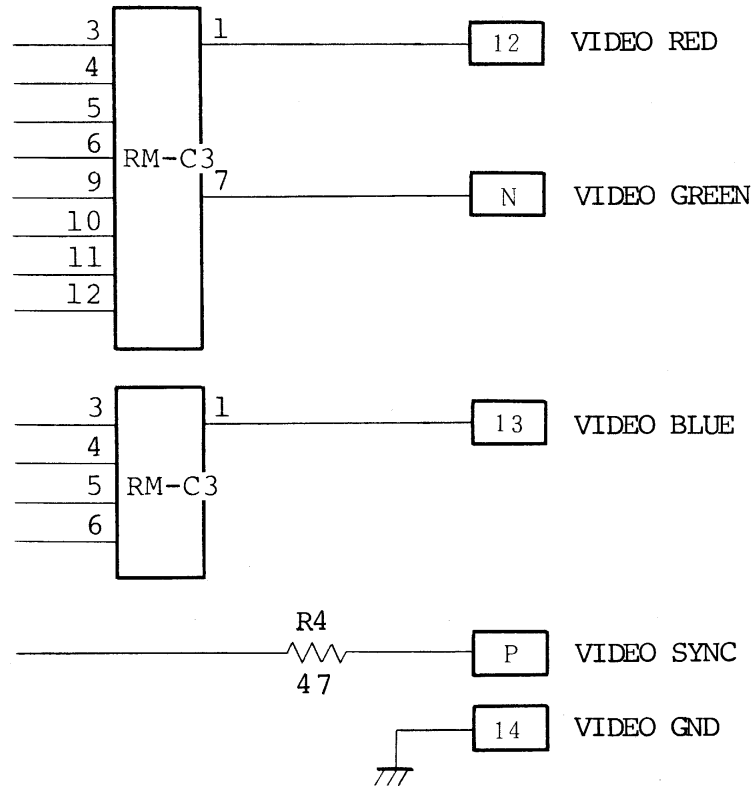 3 1 12 VIDEO RED
4
5
6
RM-C3
9 7 N VIDEO GREEN
10
11
12
3 1 13 VIDEO BLUE
4
5 RM-C3
6
R4
P VIDEO SYNC
47
14 VIDEO GND